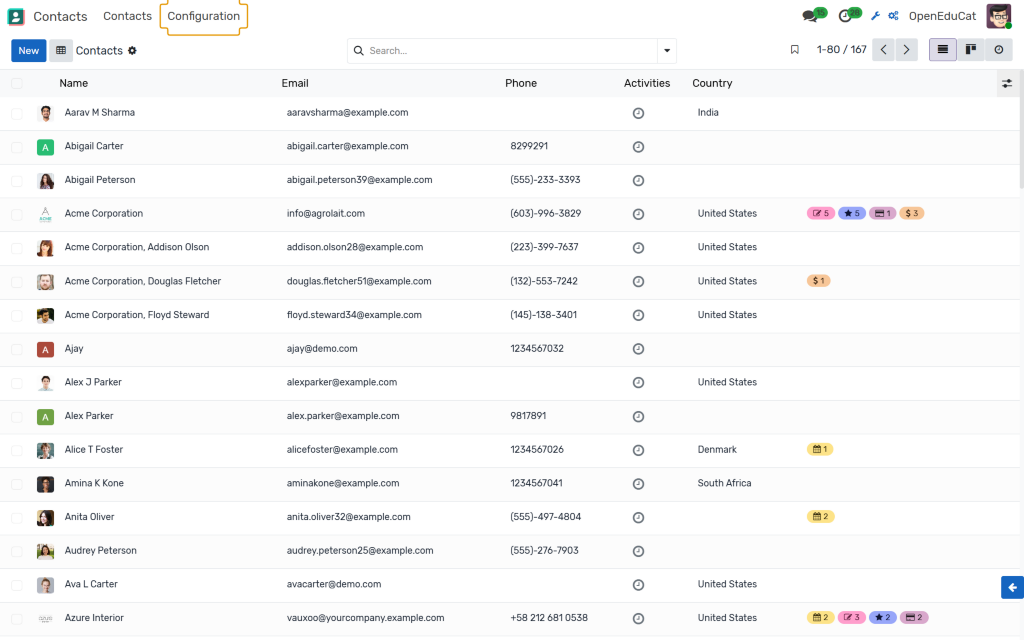 Contacts Contacts Configuration 15 28 OpenEduCat
New Contacts Search... 1-80 / 167
Name Email Phone Activities Country
Aarav M Sharma aaravsharma@example.com India
A Abigail Carter abigail.carter@example.com 8299291
Abigail Peterson abigail.peterson39@example.com (555)-233-3393
Acme Corporation info@agrolait.com (603)-996-3829 United States 5 5 1 $ 3
Acme Corporation, Addison Olson addison.olson28@example.com (223)-399-7637 United States
Acme Corporation, Douglas Fletcher douglas.fletcher51@example.com (132)-553-7242 United States $ 1
Acme Corporation, Floyd Steward floyd.steward34@example.com (145)-138-3401 United States
A Ajay ajay@demo.com 1234567032
Alex J Parker alexparker@example.com United States
A Alex Parker alex.parker@example.com 9817891
Alice T Foster alicefoster@example.com 1234567026 Denmark 1
Amina K Kone aminakone@example.com 1234567041 South Africa
Anita Oliver anita.oliver32@example.com (555)-497-4804 2
Audrey Peterson audrey.peterson25@example.com (555)-276-7903
Ava L Carter avacarter@demo.com United States
azure Azure Interior vauxoo@yourcompany.example.com +58 212 681 0538 United States 2 3 2 2